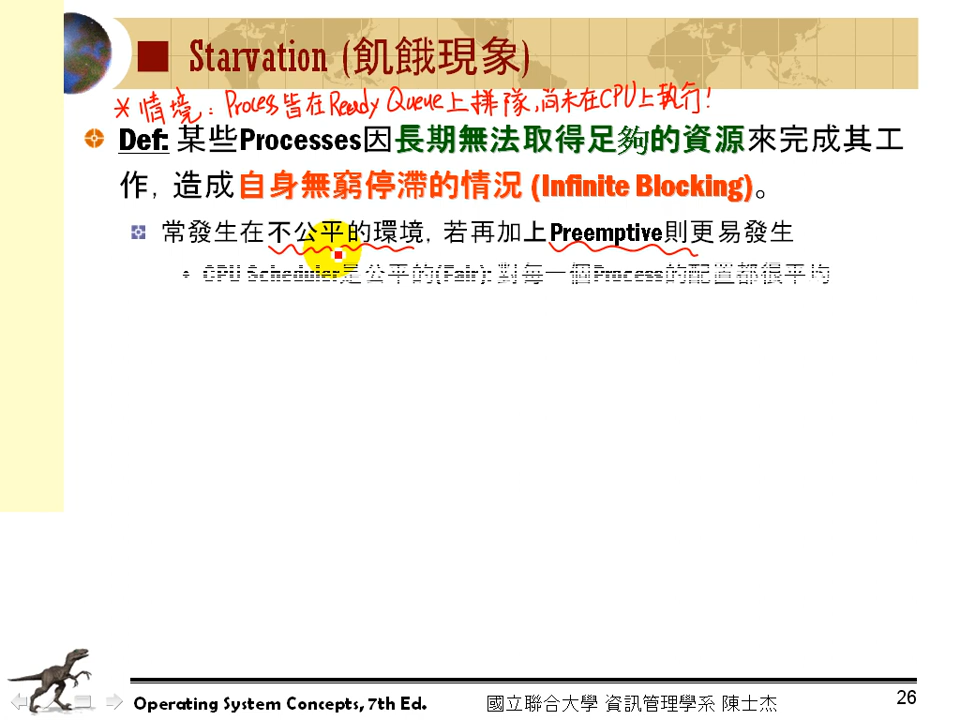 Starvation (飢餓現象)
*情境: Process皆在Ready Queue上排隊,尚未在CPU上執行!
Def: 某些Processes因長期無法取得足夠的資源來完成其工
作, 造成自身無窮停滯的情況 (Infinite Blocking)。
常發生在不公平的環境, 若再加上Preemptive則更易發生
CPU Scheduler是公平的(Fair): 對每一個Process的配置都很平均
Operating System Concepts, 7th Ed. 國立聯合大學 資訊管理學系 陳士杰 26